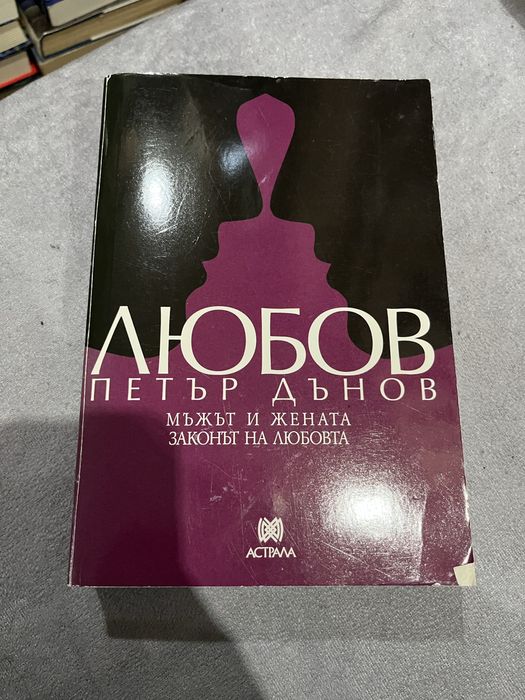 ЛЮБОВ
ПЕТЪР ДЪНОВ
МЪЖЪТ И ЖЕНАТА
ЗАКОНЪТ НА ЛЮБОВТА
АСТРАЛА